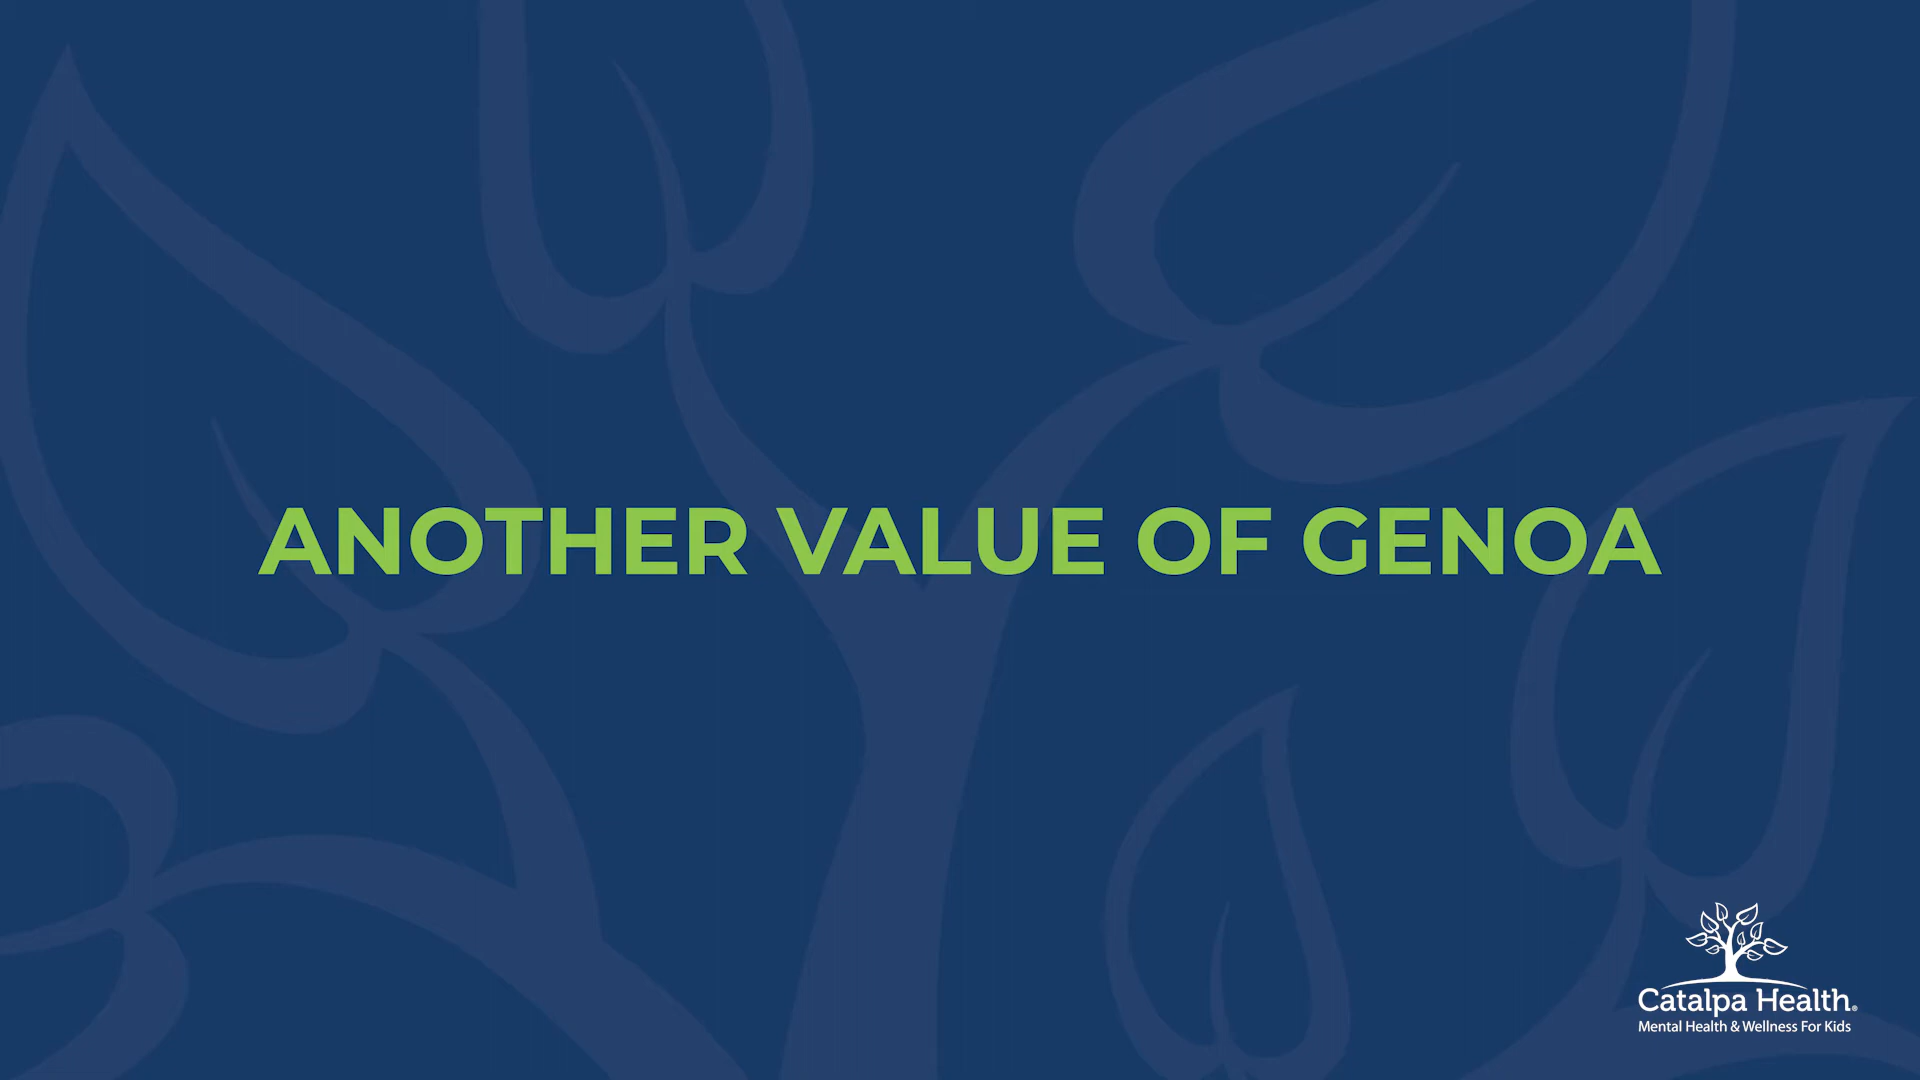 ANOTHER VALUE OF GENOA
Catalpa Health®
Mental Health & Wellness For Kids